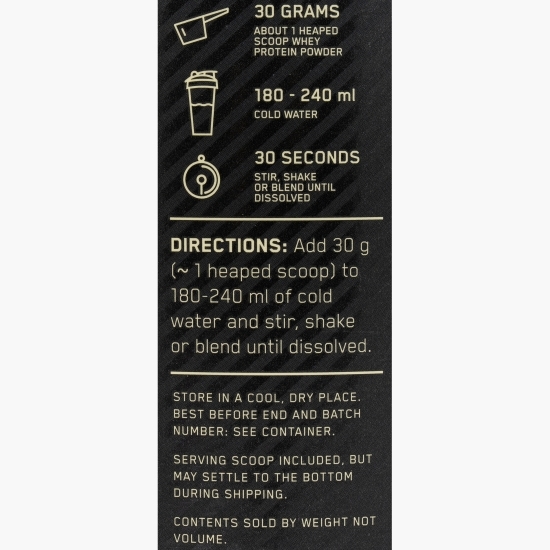 30 GRAMS
ABOUT 1 HEAPED
SCOOP WHEY
PROTEIN POWDER
180 - 240 ml
COLD WATER
30 SECONDS
STIR, SHAKE
OR BLEND UNTIL
DISSOLVED
DIRECTIONS: Add 30 g
(~ 1 heaped scoop) to
180-240 ml of cold
water and stir, shake
or blend until dissolved.
STORE IN A COOL, DRY PLACE.
BEST BEFORE END AND BATCH
NUMBER: SEE CONTAINER.
SERVING SCOOP INCLUDED, BUT
MAY SETTLE TO THE BOTTOM
DURING SHIPPING.
CONTENTS SOLD BY WEIGHT NOT
VOLUME.